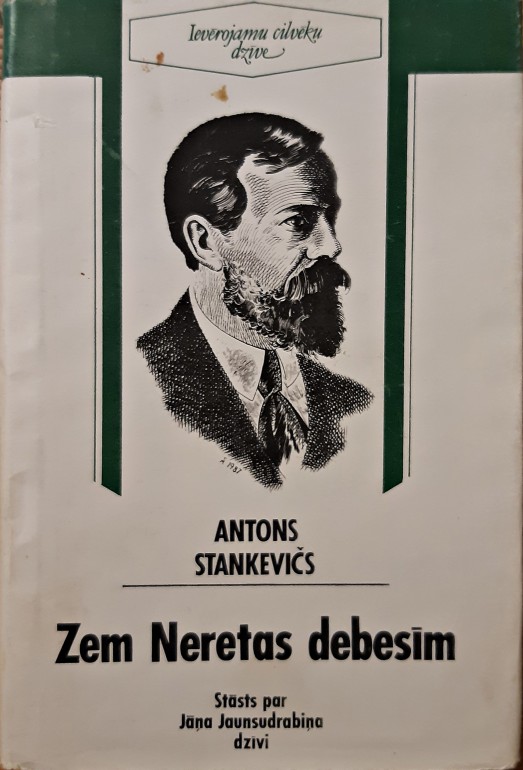 Ievērojamu cilvēku
dzīve
ANTONS
STANKEVIČS
Zem Neretas debesīm
Stāsts par
Jāņa Jaunsudrabiņa
dzīvi